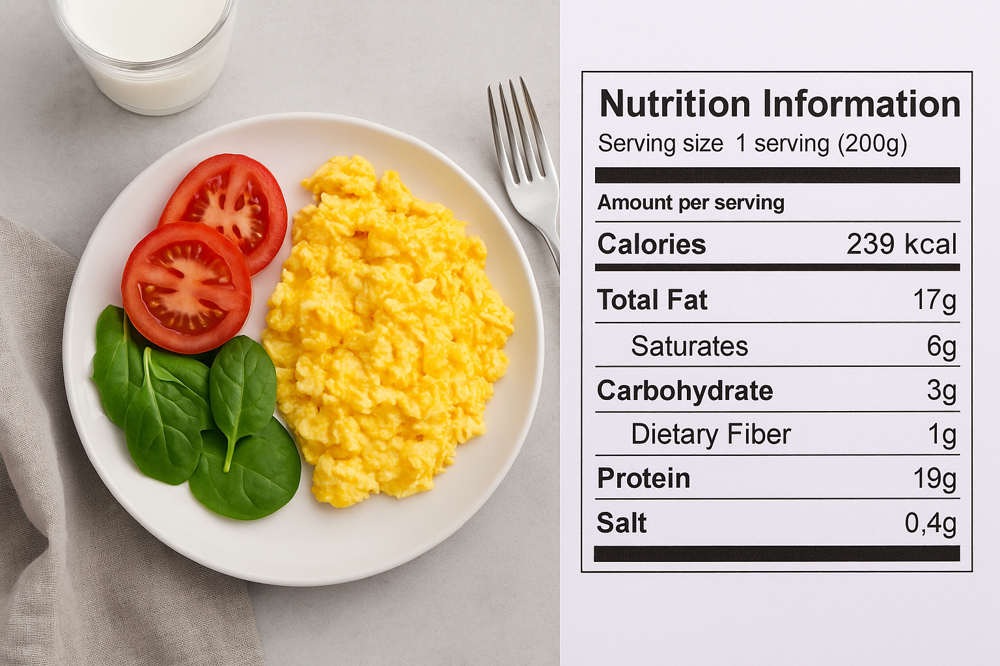 Nutrition Information
Serving size 1 serving (200g)
Amount per serving
Calories 239 kcal
Total Fat 17g
Saturates 6g
Carbohydrate 3g
Dietary Fiber 1g
Protein 19g
Salt 0,4g